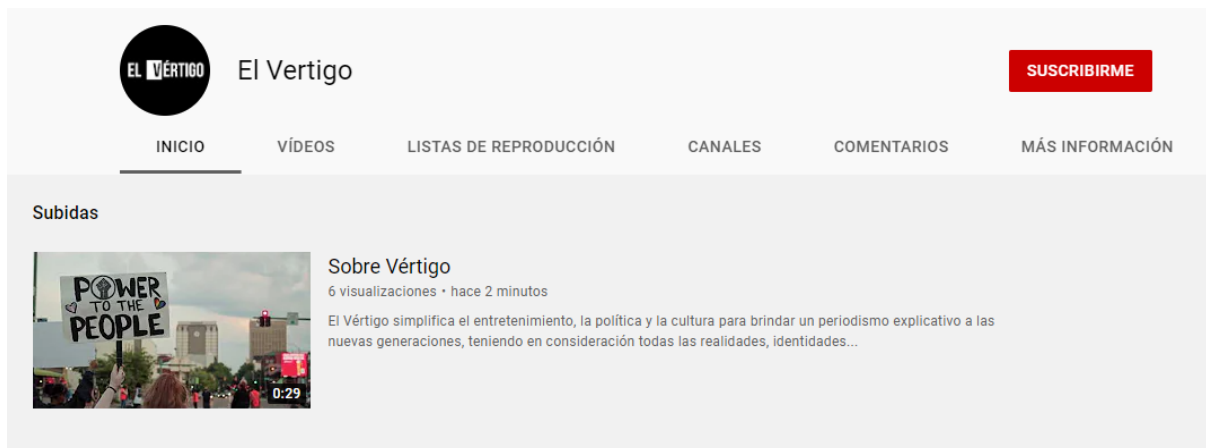 EL VÉRTIGO
El Vertigo
SUSCRIBIRME
INICIO VÍDEOS LISTAS DE REPRODUCCIÓN CANALES COMENTARIOS MÁS INFORMACIÓN
Subidas
POWER
TO THE
PEOPLE
0:29
Sobre Vértigo
6 visualizaciones • hace 2 minutos
El Vértigo simplifica el entretenimiento, la política y la cultura para brindar un periodismo explicativo a las
nuevas generaciones, teniendo en consideración todas las realidades, identidades...